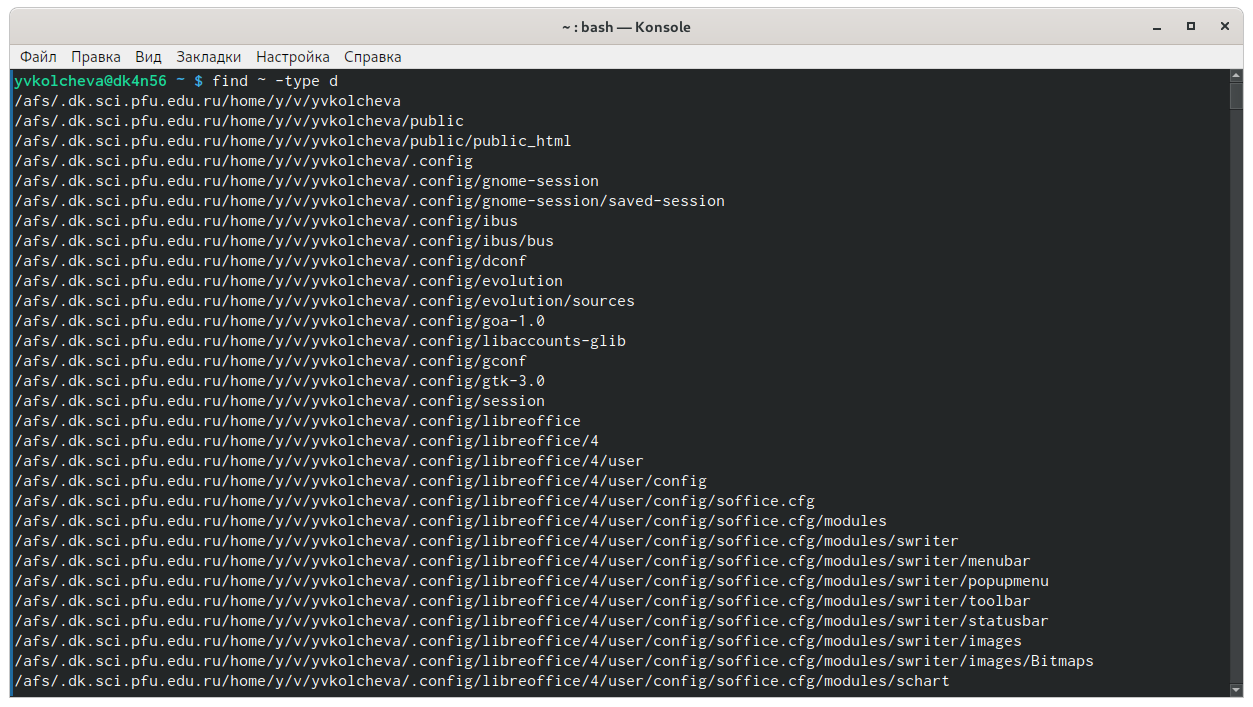 ~ : bash — Konsole
Файл Правка Вид Закладки Настройка Справка
yvkolcheva@dk4n56 ~ $ find ~ -type d
/afs/.dk.sci.pfu.edu.ru/home/y/v/yvkolcheva
/afs/.dk.sci.pfu.edu.ru/home/y/v/yvkolcheva/public
/afs/.dk.sci.pfu.edu.ru/home/y/v/yvkolcheva/public/public_html
/afs/.dk.sci.pfu.edu.ru/home/y/v/yvkolcheva/.config
/afs/.dk.sci.pfu.edu.ru/home/y/v/yvkolcheva/.config/gnome-session
/afs/.dk.sci.pfu.edu.ru/home/y/v/yvkolcheva/.config/gnome-session/saved-session
/afs/.dk.sci.pfu.edu.ru/home/y/v/yvkolcheva/.config/ibus
/afs/.dk.sci.pfu.edu.ru/home/y/v/yvkolcheva/.config/ibus/bus
/afs/.dk.sci.pfu.edu.ru/home/y/v/yvkolcheva/.config/dconf
/afs/.dk.sci.pfu.edu.ru/home/y/v/yvkolcheva/.config/evolution
/afs/.dk.sci.pfu.edu.ru/home/y/v/yvkolcheva/.config/evolution/sources
/afs/.dk.sci.pfu.edu.ru/home/y/v/yvkolcheva/.config/goa-1.0
/afs/.dk.sci.pfu.edu.ru/home/y/v/yvkolcheva/.config/libaccounts-glib
/afs/.dk.sci.pfu.edu.ru/home/y/v/yvkolcheva/.config/gconf
/afs/.dk.sci.pfu.edu.ru/home/y/v/yvkolcheva/.config/gtk-3.0
/afs/.dk.sci.pfu.edu.ru/home/y/v/yvkolcheva/.config/session
/afs/.dk.sci.pfu.edu.ru/home/y/v/yvkolcheva/.config/libreoffice
/afs/.dk.sci.pfu.edu.ru/home/y/v/yvkolcheva/.config/libreoffice/4
/afs/.dk.sci.pfu.edu.ru/home/y/v/yvkolcheva/.config/libreoffice/4/user
/afs/.dk.sci.pfu.edu.ru/home/y/v/yvkolcheva/.config/libreoffice/4/user/config
/afs/.dk.sci.pfu.edu.ru/home/y/v/yvkolcheva/.config/libreoffice/4/user/config/soffice.cfg
/afs/.dk.sci.pfu.edu.ru/home/y/v/yvkolcheva/.config/libreoffice/4/user/config/soffice.cfg/modules
/afs/.dk.sci.pfu.edu.ru/home/y/v/yvkolcheva/.config/libreoffice/4/user/config/soffice.cfg/modules/swriter
/afs/.dk.sci.pfu.edu.ru/home/y/v/yvkolcheva/.config/libreoffice/4/user/config/soffice.cfg/modules/swriter/menubar
/afs/.dk.sci.pfu.edu.ru/home/y/v/yvkolcheva/.config/libreoffice/4/user/config/soffice.cfg/modules/swriter/popupmenu
/afs/.dk.sci.pfu.edu.ru/home/y/v/yvkolcheva/.config/libreoffice/4/user/config/soffice.cfg/modules/swriter/toolbar
/afs/.dk.sci.pfu.edu.ru/home/y/v/yvkolcheva/.config/libreoffice/4/user/config/soffice.cfg/modules/swriter/statusbar
/afs/.dk.sci.pfu.edu.ru/home/y/v/yvkolcheva/.config/libreoffice/4/user/config/soffice.cfg/modules/swriter/images
/afs/.dk.sci.pfu.edu.ru/home/y/v/yvkolcheva/.config/libreoffice/4/user/config/soffice.cfg/modules/swriter/images/Bitmaps
/afs/.dk.sci.pfu.edu.ru/home/y/v/yvkolcheva/.config/libreoffice/4/user/config/soffice.cfg/modules/schart